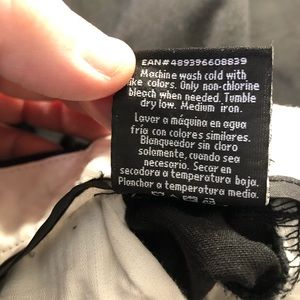 EAN#489396608839
Machine wash cold with
like colors. Only non-chlorine
bleach when needed. Tumble
dry low. Medium iron.
Lavar a máquina en agua
fría con colores similares.
Blanqueador sin cloro
solamente, cuando sea
necesario. Secar en
secadora a temperatura baja.
Planchar a temperatura media.